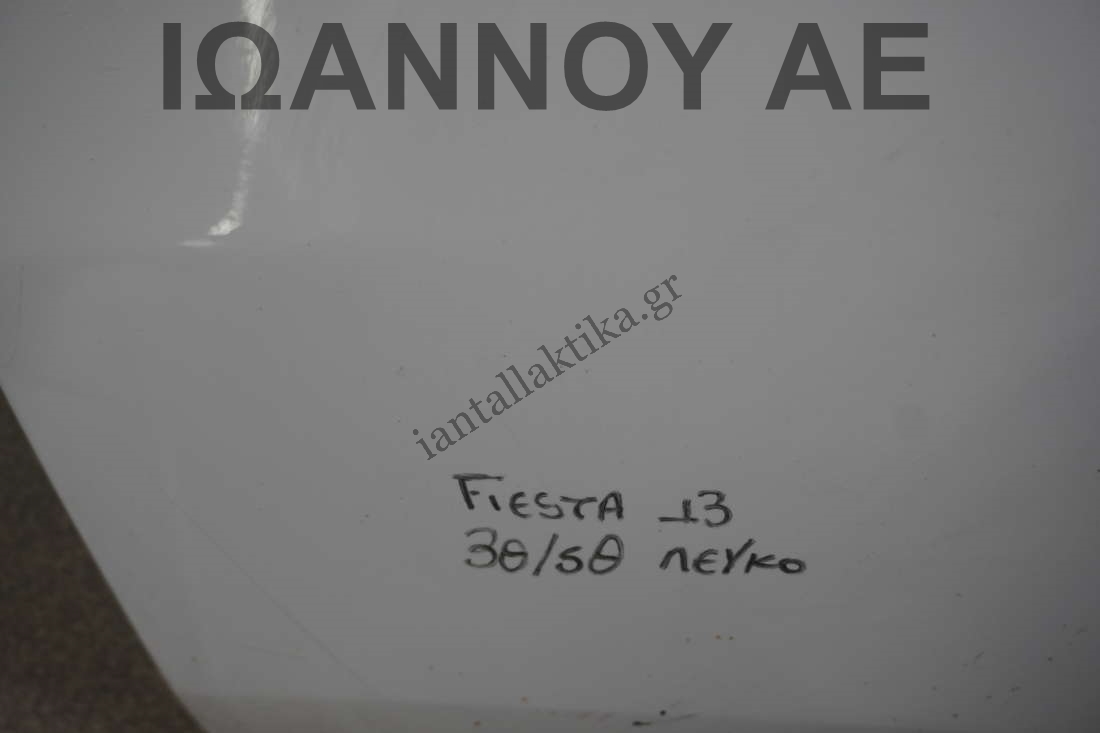 ΙΩΑΝΝΟΥ ΑΕ
iantallaktika.gr
FIESTA 13
3θ/5θ ΛΕΥΚΟ